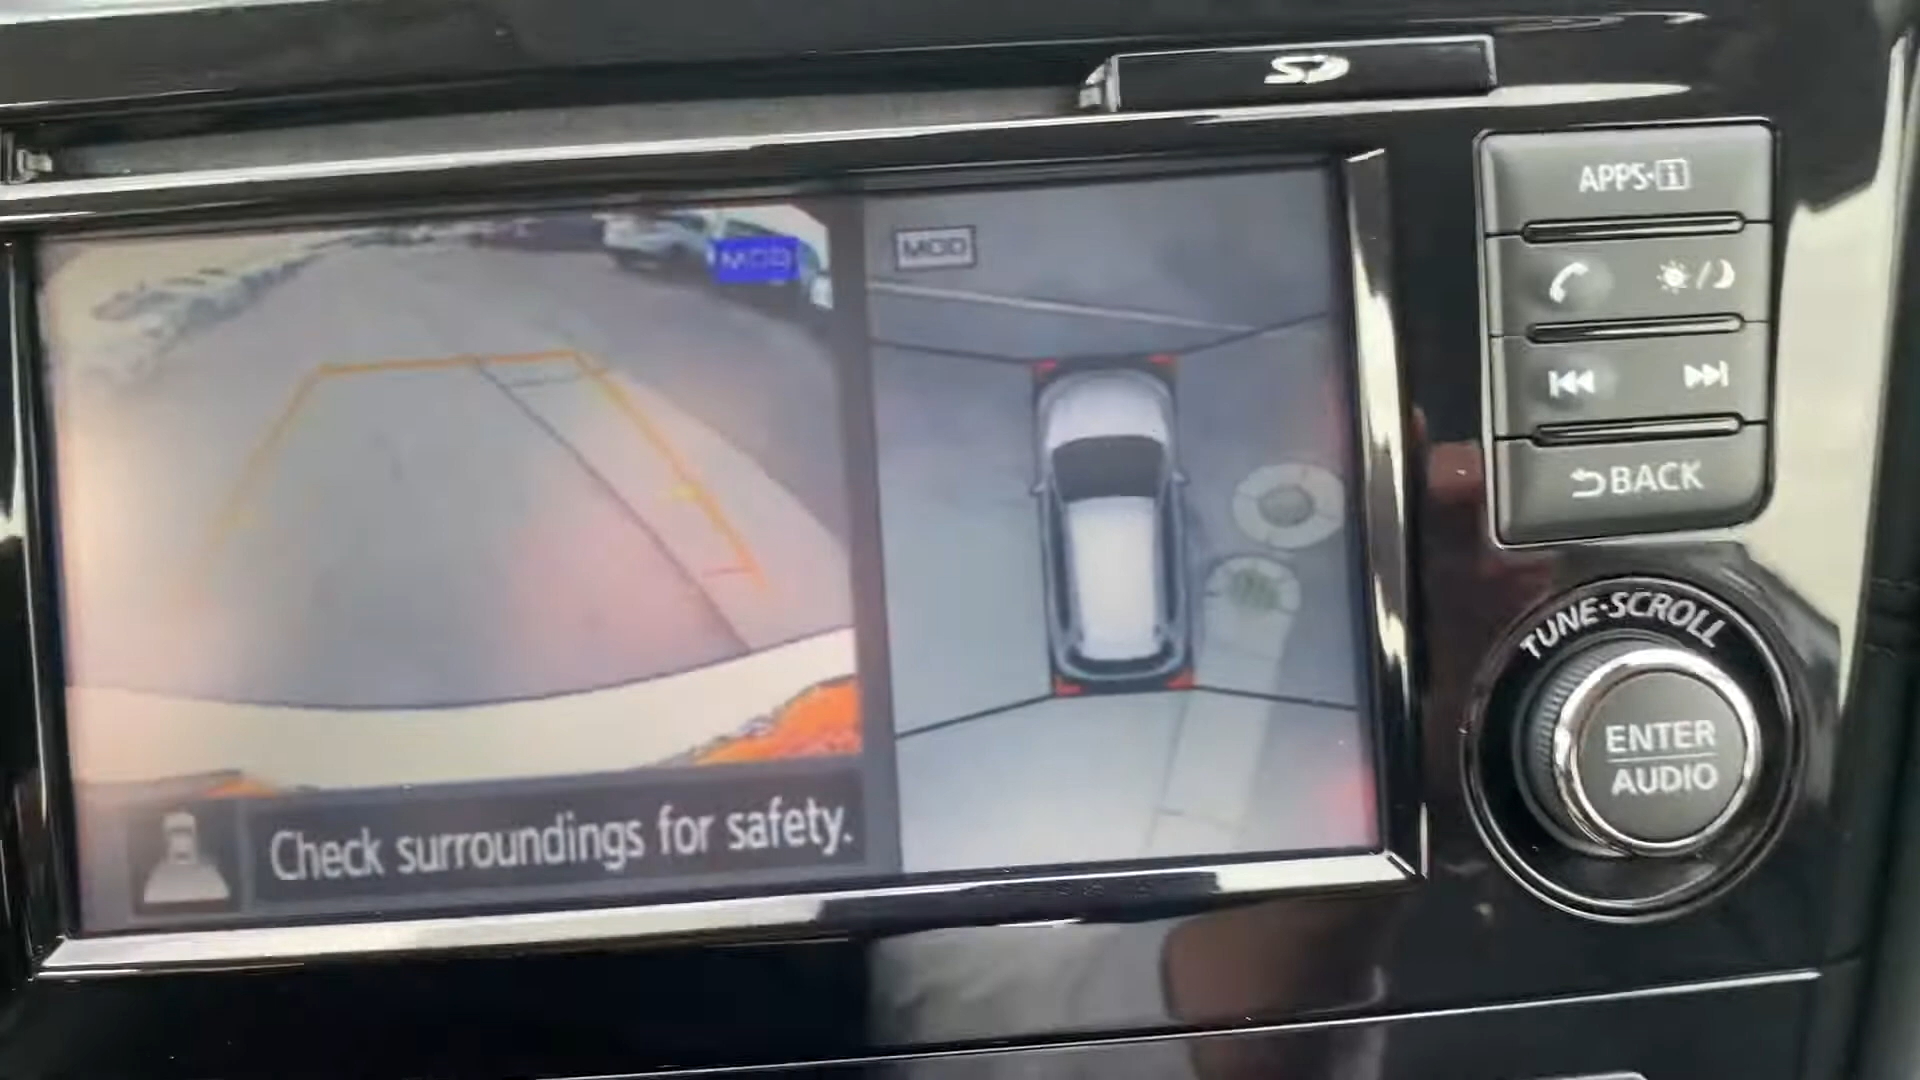 SD
APPS·i
MOD
MOD
BACK
TUNE·SCROLL
ENTER
AUDIO
Check surroundings for safety.